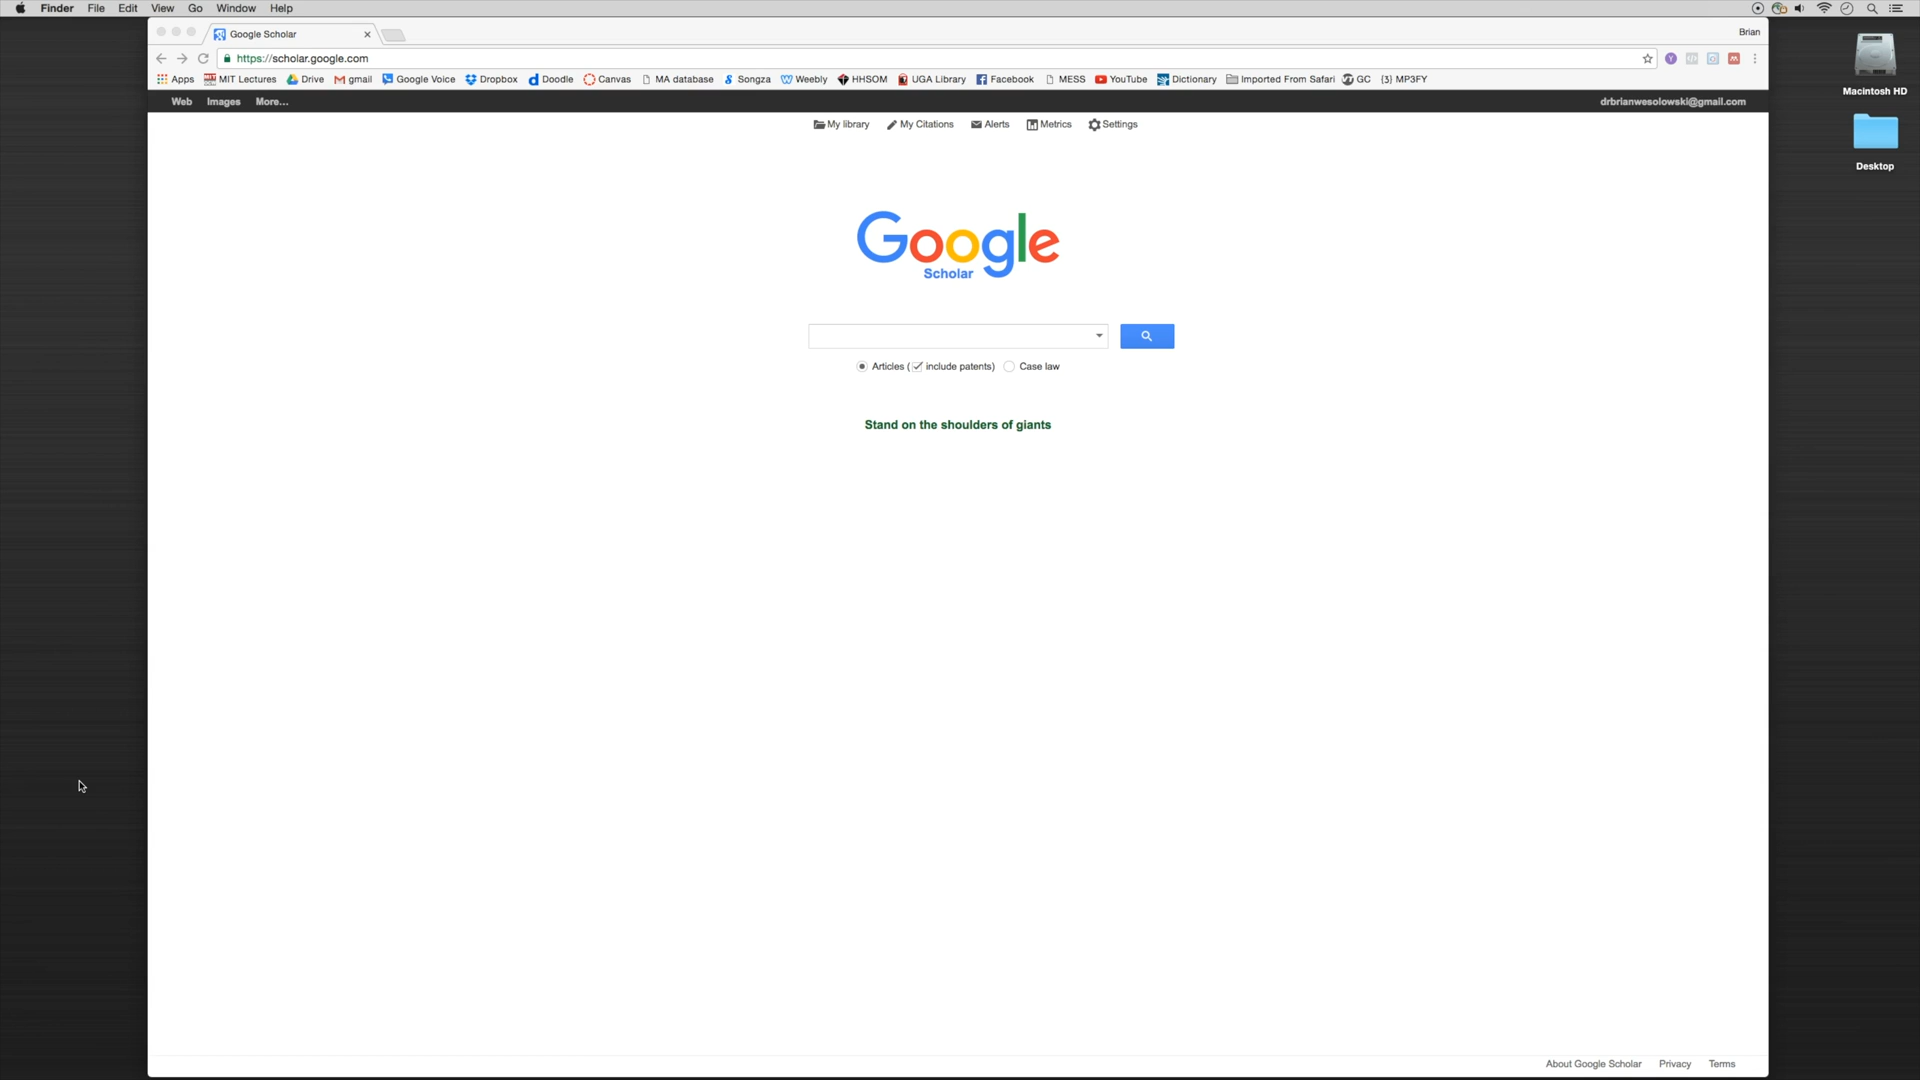 Finder File Edit View Go Window Help
Google Scholar
Brian
https://scholar.google.com
Apps MIT Lectures Drive gmail Google Voice Dropbox Doodle Canvas MA database Songza Weebly HHSOM UGA Library Facebook MESS YouTube Dictionary Imported From Safari GC {3} MP3FY
Macintosh HD
Web Images More... drbrianwesolowski@gmail.com
My library My Citations Alerts Metrics Settings
Desktop
Google
Scholar
Articles (include patents) Case law
Stand on the shoulders of giants
About Google Scholar Privacy Terms